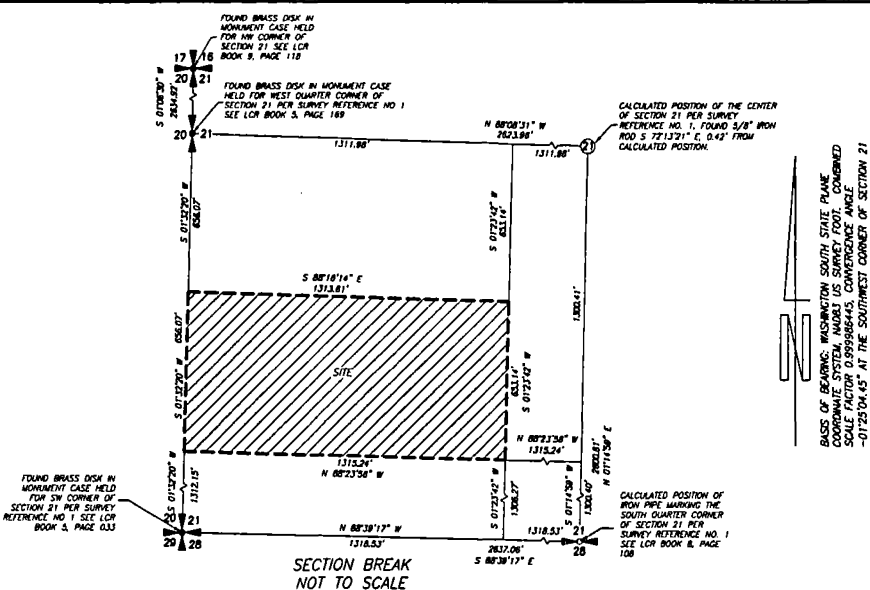 FOUND BRASS DISK IN
MONUMENT CASE HELD
FOR NW CORNER OF
SECTION 21 SEE LCR
BOOK 9, PAGE 118
17 16
20 21
S 01°08'30" W
2634.92'
FOUND BRASS DISK IN MONUMENT CASE
HELD FOR WEST QUARTER CORNER OF
SECTION 21 PER SURVEY REFERENCE NO 1
SEE LCR BOOK 5, PAGE 169
20 21
N 88°08'31" W
2623.96'
1311.98'
1311.98'
21
CALCULATED POSITION OF THE CENTER
OF SECTION 21 PER SURVEY
REFERENCE NO. 1, FOUND 5/8" IRON
ROD S 72°13'21" E, 0.42' FROM
CALCULATED POSITION.
S 01°32'20" W
656.07'
S 01°23'42" W
653.14'
S 88°16'14" E
1313.61'
1300.41'
S 01°32'20" W
656.07'
SITE
653.14'
S 01°23'42" W
1315.24'
N 88°23'58" W
N 88°23'58" W
1315.24'
2600.81'
N 01°14'59" E
FOUND BRASS DISK IN
MONUMENT CASE HELD
FOR SW CORNER OF
SECTION 21 PER SURVEY
REFERENCE NO 1 SEE LCR
BOOK 5, PAGE 033
S 01°32'20" W
1312.15'
20 21
29 28
N 88°39'17" W
1318.53'
S 01°23'42" W
1306.27'
S 01°14'59" W
1300.40'
1318.53'
2637.06'
S 88°39'17" E
21
28
CALCULATED POSITION OF
IRON PIPE MARKING THE
SOUTH QUARTER CORNER
OF SECTION 21 PER
SURVEY REFERENCE NO. 1
SEE LCR BOOK 8, PAGE
108
SECTION BREAK
NOT TO SCALE
N
BASIS OF BEARING: WASHINGTON SOUTH STATE PLANE
COORDINATE SYSTEM, NAD83 US SURVEY FOOT. COMBINED
SCALE FACTOR 0.999986445, CONVERGENCE ANGLE
-01°25'04.45" AT THE SOUTHWEST CORNER OF SECTION 21